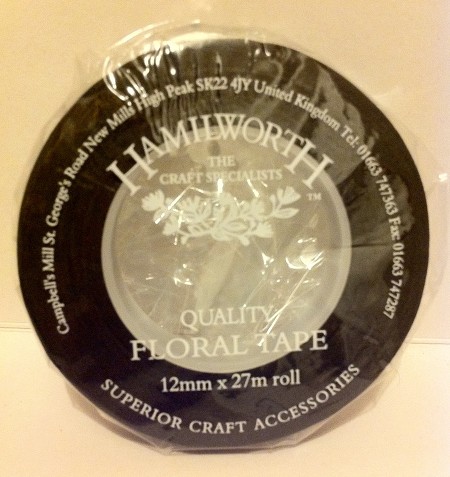 Campbell's Mill St. George's Road New Mills High Peak SK22 4JY United Kingdom Tel: 01663 747363 Fax: 01663 747287
HAMILWORTH
THE
CRAFT SPECIALISTS
TM
QUALITY
FLORAL TAPE
12mm x 27m roll
SUPERIOR CRAFT ACCESSORIES